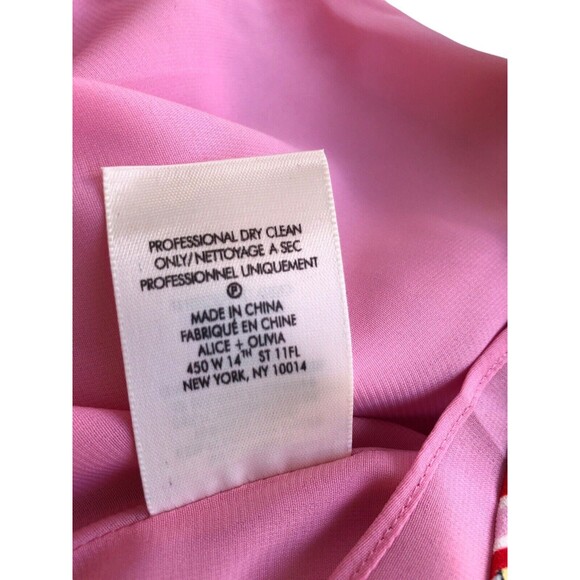 PROFESSIONAL DRY CLEAN
ONLY/NETTOYAGE A SEC
PROFESSIONNEL UNIQUEMENT
Ⓟ
MADE IN CHINA
FABRIQUÉ EN CHINE
ALICE + OLIVIA
450 W 14TH ST 11FL
NEW YORK, NY 10014